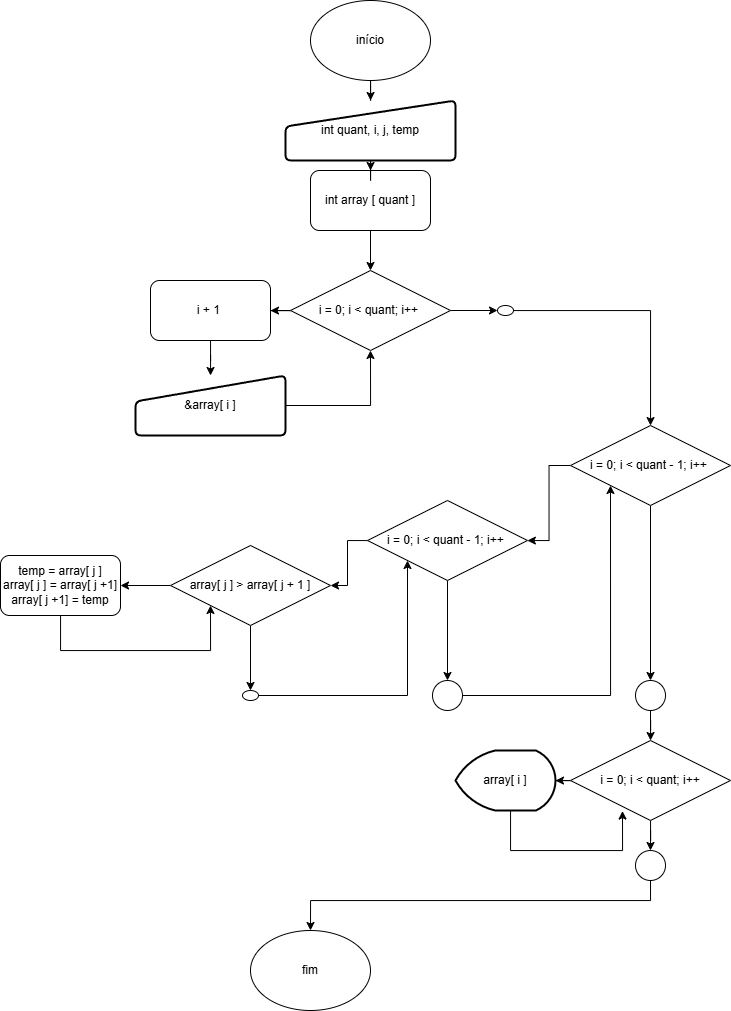 início
int quant, i, j, temp
int array [ quant ]
i = 0; i < quant; i++
i + 1
&array[ i ]
i = 0; i < quant - 1; i++
i = 0; i < quant - 1; i++
array[ j ] > array[ j + 1 ]
temp = array[ j ]
array[ j ] = array[ j +1]
array[ j +1] = temp
i = 0; i < quant; i++
array[ i ]
fim